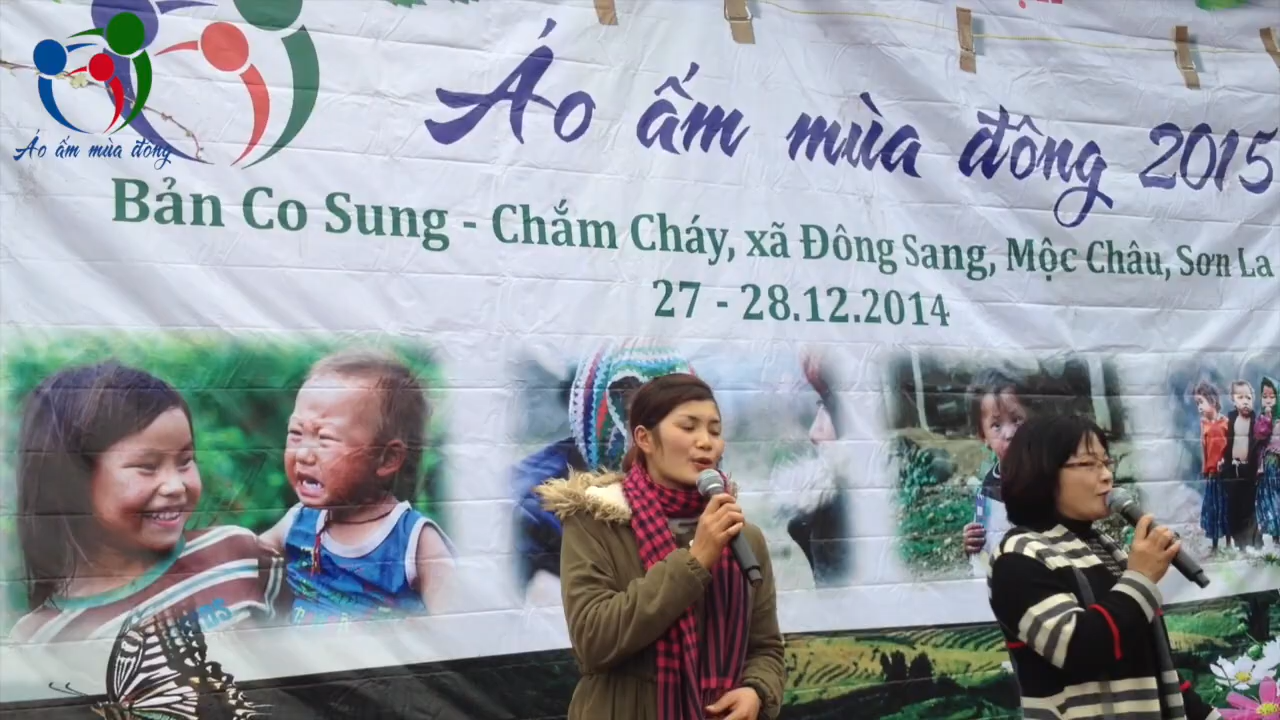 Áo ấm mùa đông
Áo ấm mùa đông 2015
Bản Co Sung - Chắm Cháy, xã Đông Sang, Mộc Châu, Sơn La
27 - 28.12.2014